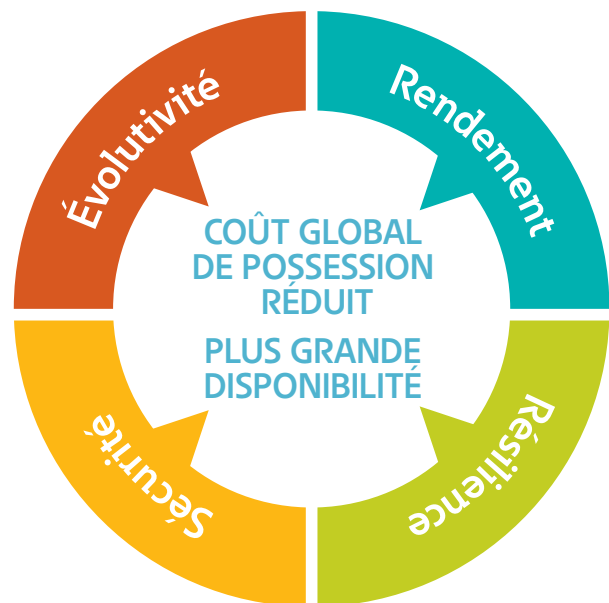 Évolutivité
Rendement
COÛT GLOBAL
DE POSSESSION
RÉDUIT
PLUS GRANDE
DISPONIBILITÉ
Sécurité
Résilience